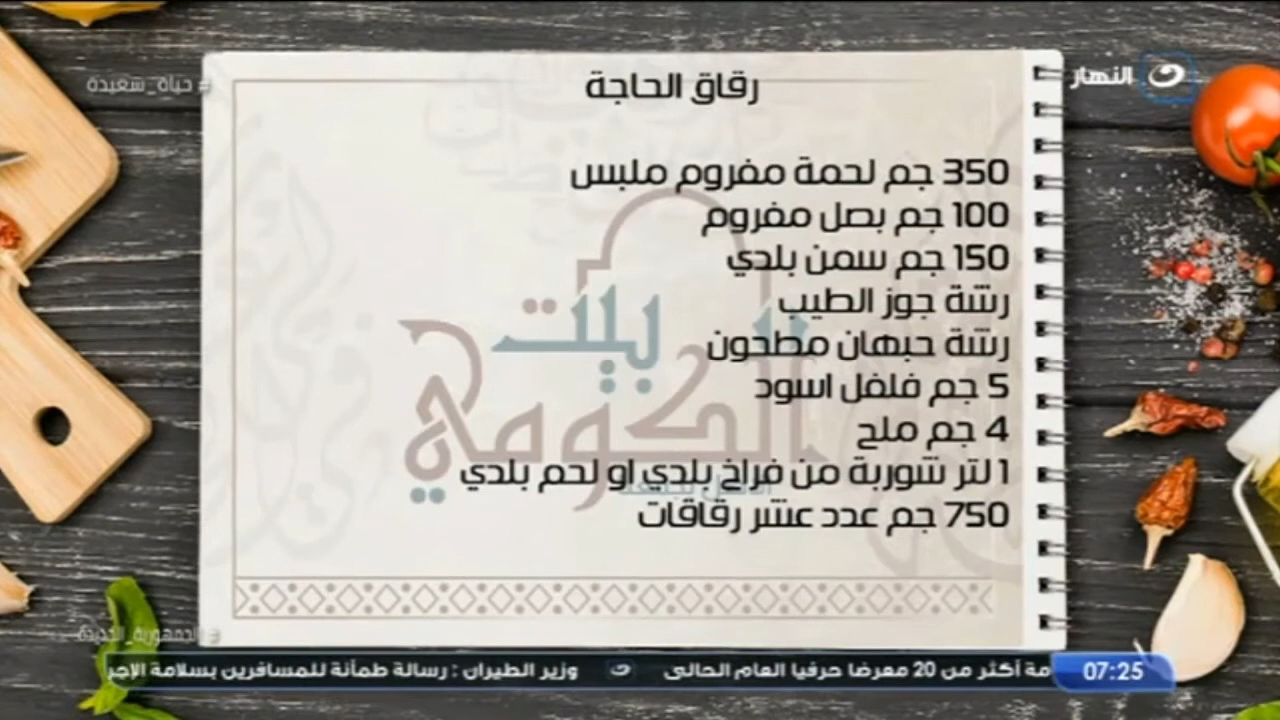 رقاق الحاجة
النهار
#حياة_سعيدة
350 جم لحمة مفروم ملبس
100 جم بصل مفروم
150 جم سمن بلدي
رشة جوز الطيب
رشة حبهان مطحون
5 جم فلفل اسود
4 جم ملح
1 لتر شوربة من فراخ بلدي او لحم بلدي
750 جم عدد عشر رقاقات
بيت الكومي
#الجمهورية_الجديدة
07:25
مة أكثر من 20 معرضا حرفيا العام الحالى
وزير الطيران : رسالة طمأنة للمسافرين بسلامة الإجر